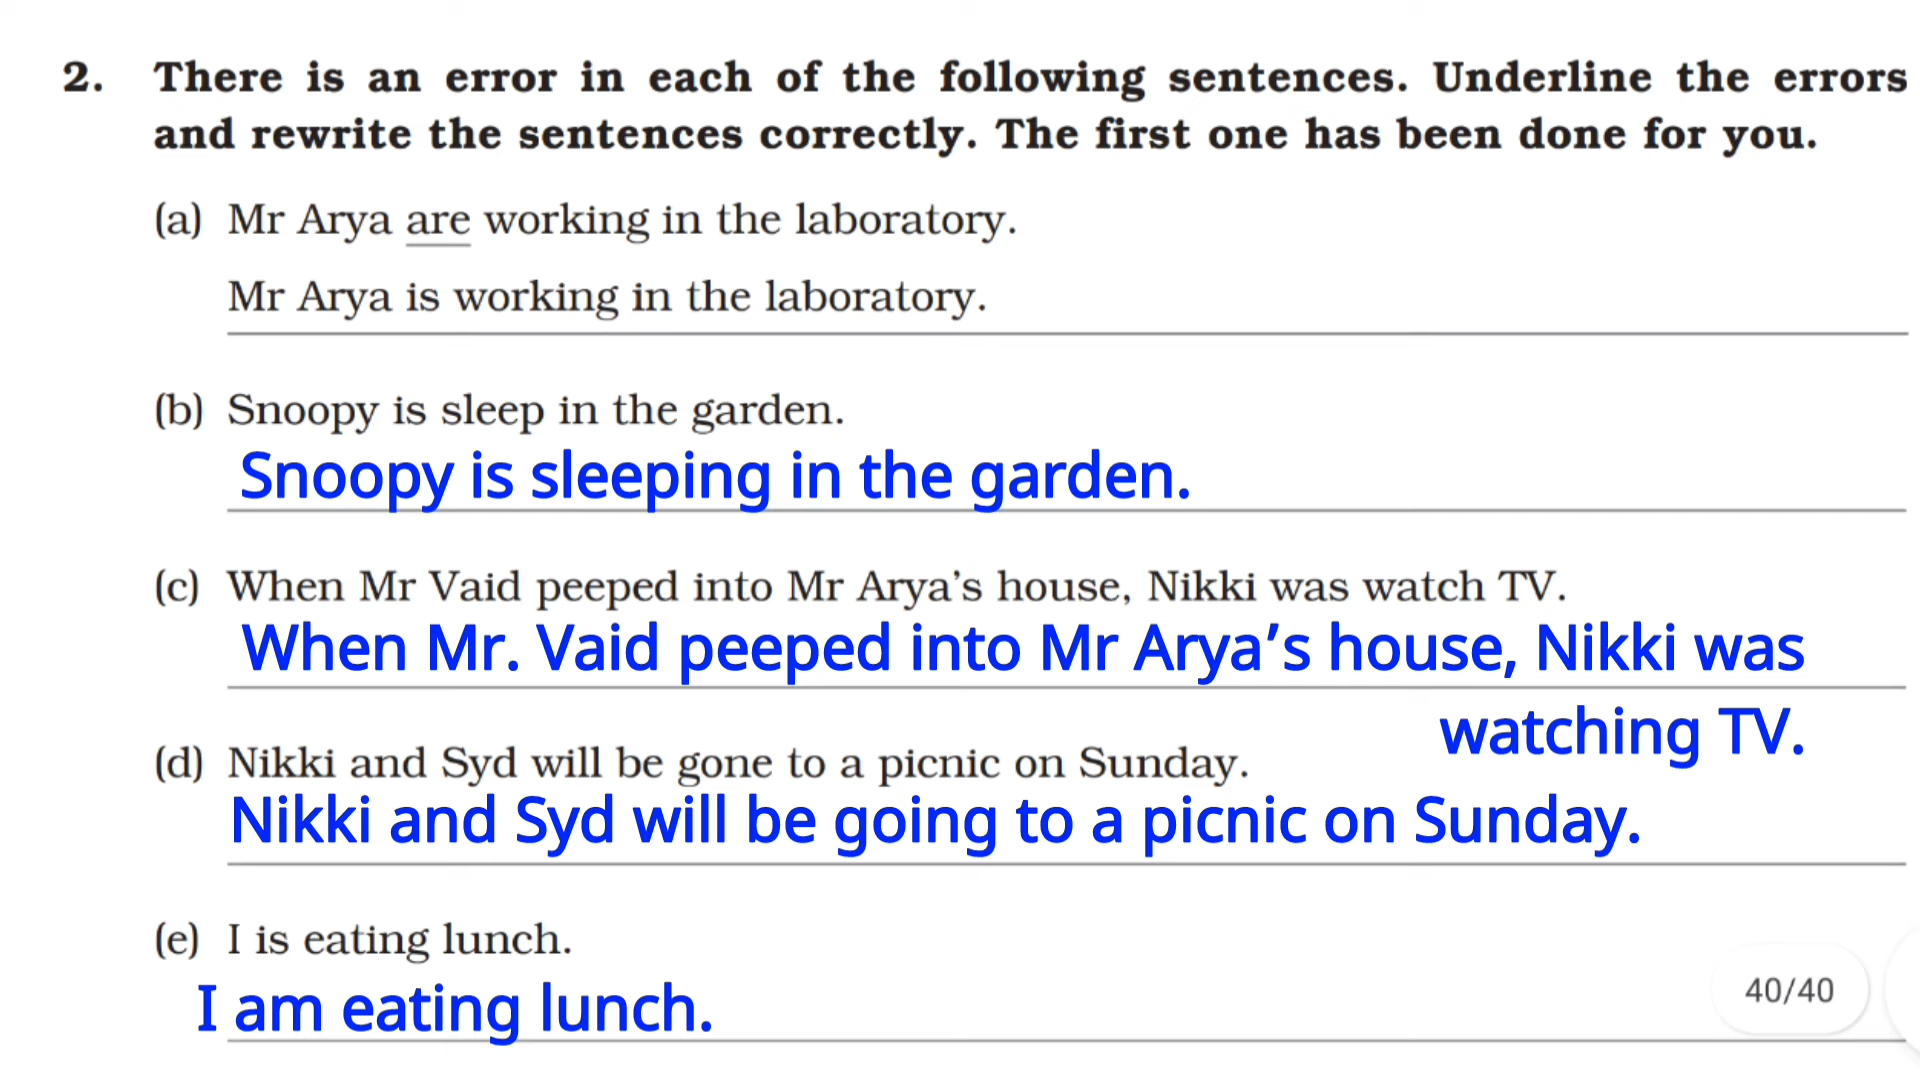 2. There is an error in each of the following sentences. Underline the errors
and rewrite the sentences correctly. The first one has been done for you.
(a) Mr Arya are working in the laboratory.
Mr Arya is working in the laboratory.
(b) Snoopy is sleep in the garden.
Snoopy is sleeping in the garden.
(c) When Mr Vaid peeped into Mr Arya’s house, Nikki was watch TV.
When Mr. Vaid peeped into Mr Arya’s house, Nikki was
watching TV.
(d) Nikki and Syd will be gone to a picnic on Sunday.
Nikki and Syd will be going to a picnic on Sunday.
(e) I is eating lunch.
I am eating lunch.
40/40